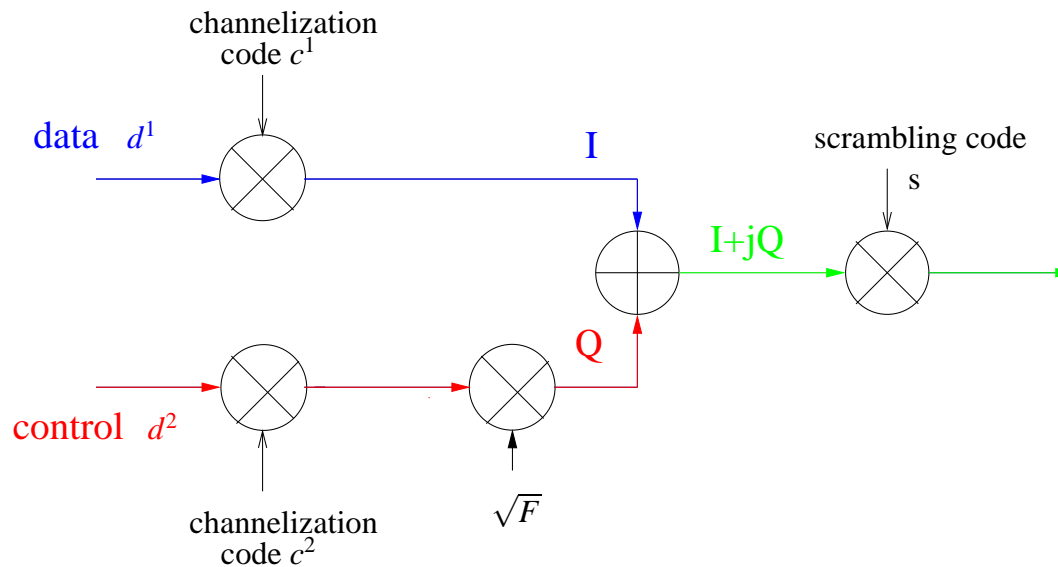 channelization
code c¹
data d¹
I
scrambling code
s
I+jQ
Q
control d²
√F
channelization
code c²